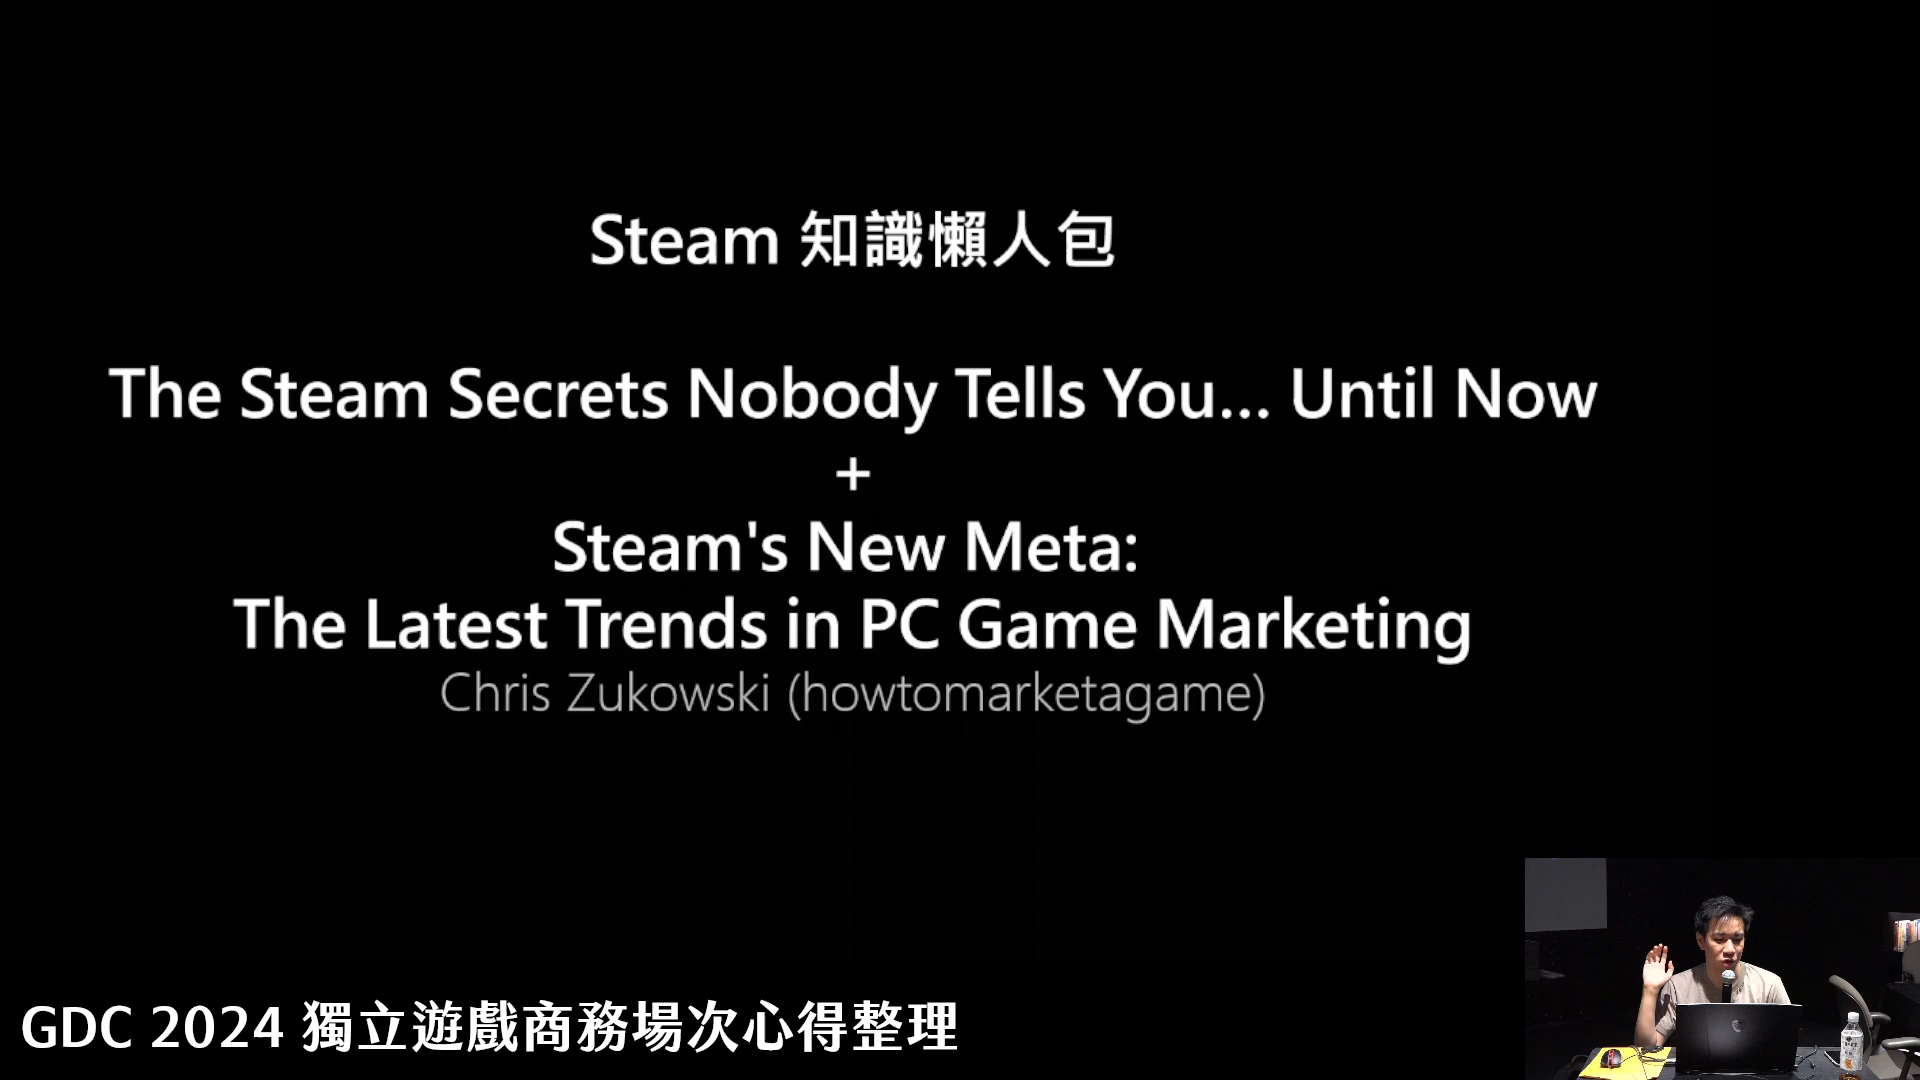 Steam 知識懶人包
The Steam Secrets Nobody Tells You... Until Now
+
Steam's New Meta:
The Latest Trends in PC Game Marketing
Chris Zukowski (howtomarketagame)
GDC 2024 獨立遊戲商務場次心得整理